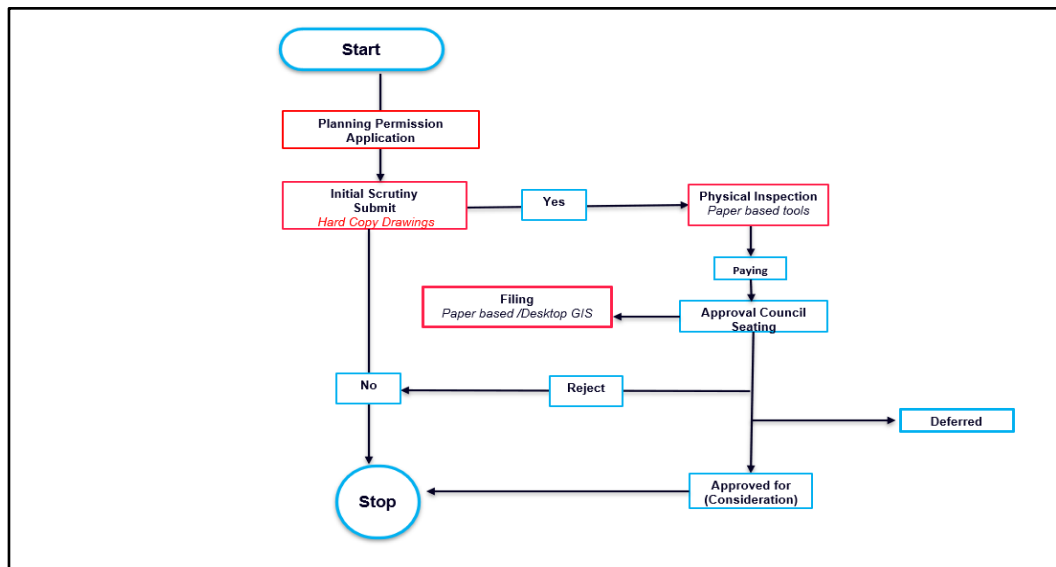 Start
Planning Permission
Application
Initial Scrutiny
Submit
Hard Copy Drawings
Yes
Physical Inspection
Paper based tools
Paying
Filing
Paper based /Desktop GIS
Approval Council
Seating
No
Reject
Deferred
Stop
Approved for
(Consideration)